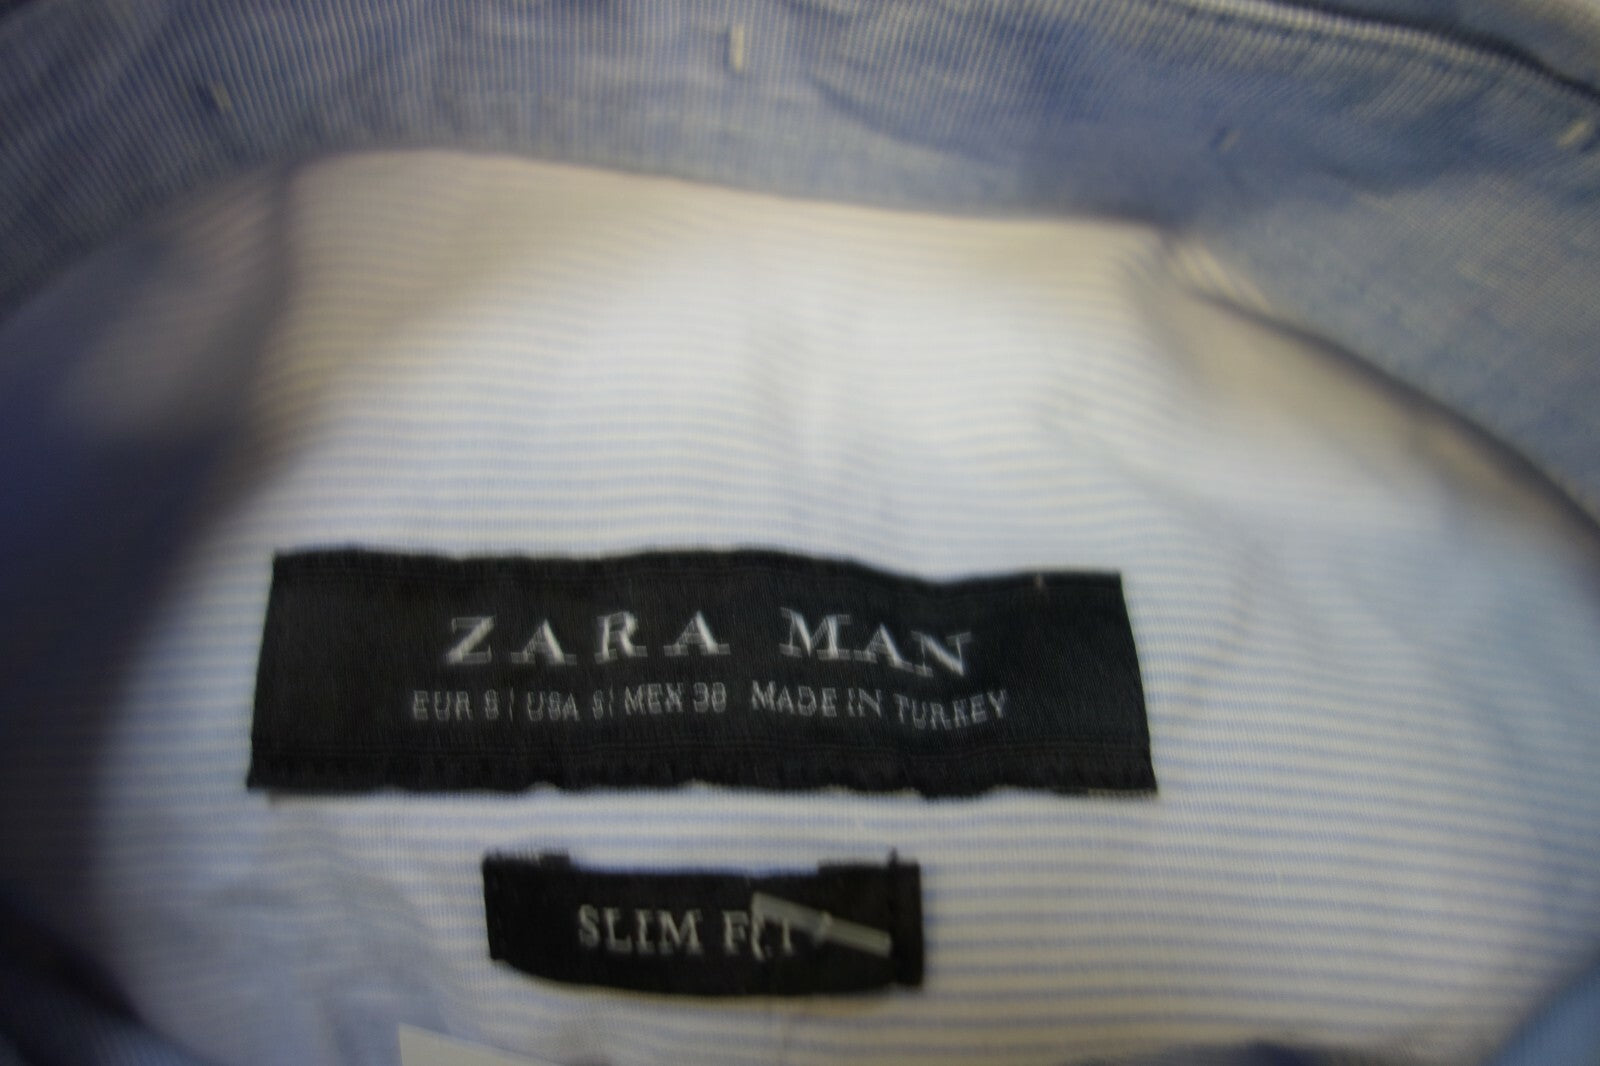 ZARA MAN
EUR S | USA S | MEX 38 MADE IN TURKEY
SLIM FIT